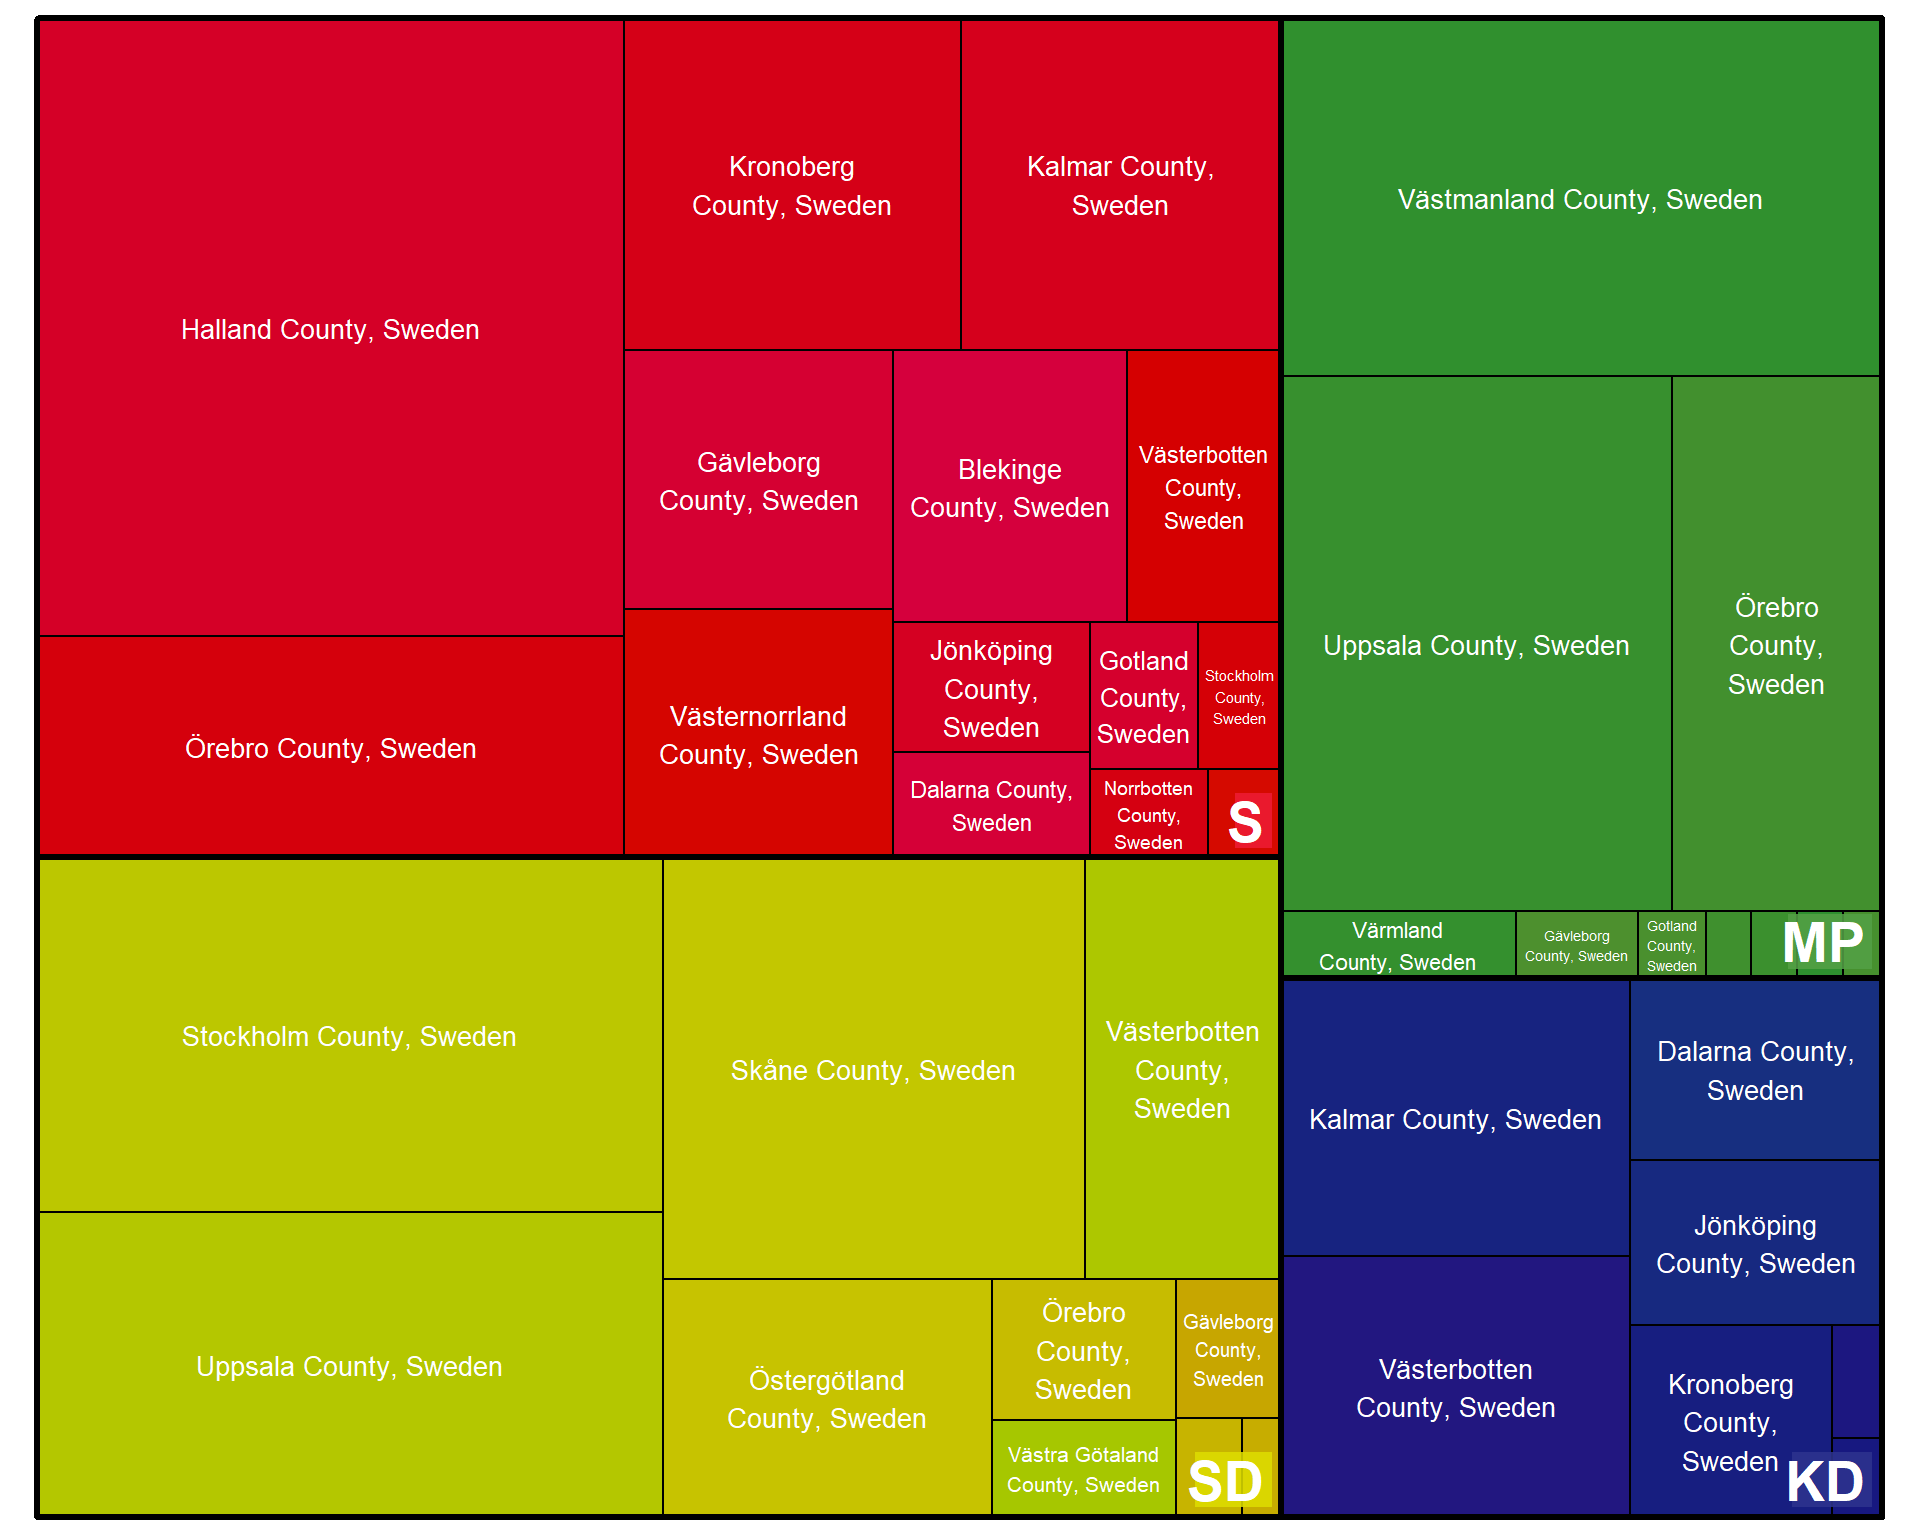 Halland County, Sweden
Örebro County, Sweden
Kronoberg
County, Sweden
Kalmar County,
Sweden
Gävleborg
County, Sweden
Blekinge
County, Sweden
Västerbotten
County,
Sweden
Västernorrland
County, Sweden
Jönköping
County,
Sweden
Dalarna County,
Sweden
Gotland
County,
Sweden
Stockholm
County,
Sweden
Norrbotten
County,
Sweden
S
Västmanland County, Sweden
Uppsala County, Sweden
Örebro
County,
Sweden
Värmland
County, Sweden
Gävleborg
County, Sweden
Gotland
County,
Sweden
MP
Stockholm County, Sweden
Uppsala County, Sweden
Skåne County, Sweden
Västerbotten
County,
Sweden
Östergötland
County, Sweden
Örebro
County,
Sweden
Västra Götaland
County, Sweden
Gävleborg
County,
Sweden
SD
Kalmar County, Sweden
Västerbotten
County, Sweden
Dalarna County,
Sweden
Jönköping
County, Sweden
Kronoberg
County,
Sweden
KD